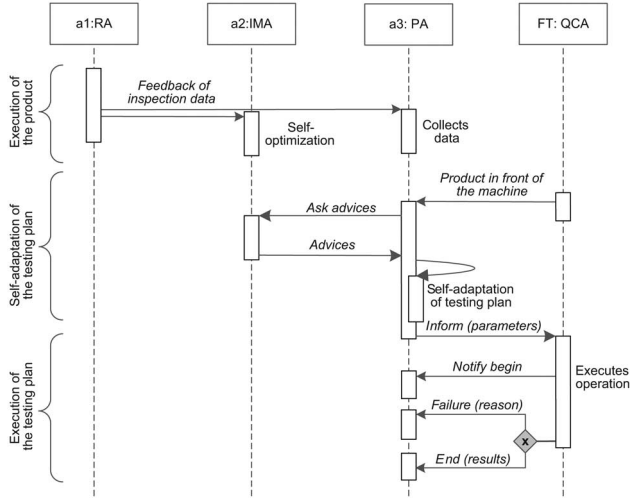 a1:RA
a2:IMA
a3: PA
FT: QCA
Execution of
the product
Feedback of
inspection data
Self-
optimization
Collects
data
Self-adaptation of
the testing plan
Product in front of
the machine
Ask advices
Advices
Self-adaptation
of testing plan
Inform (parameters)
Execution of
the testing plan
Executes
operation
Notify begin
Failure (reason)
x
End (results)